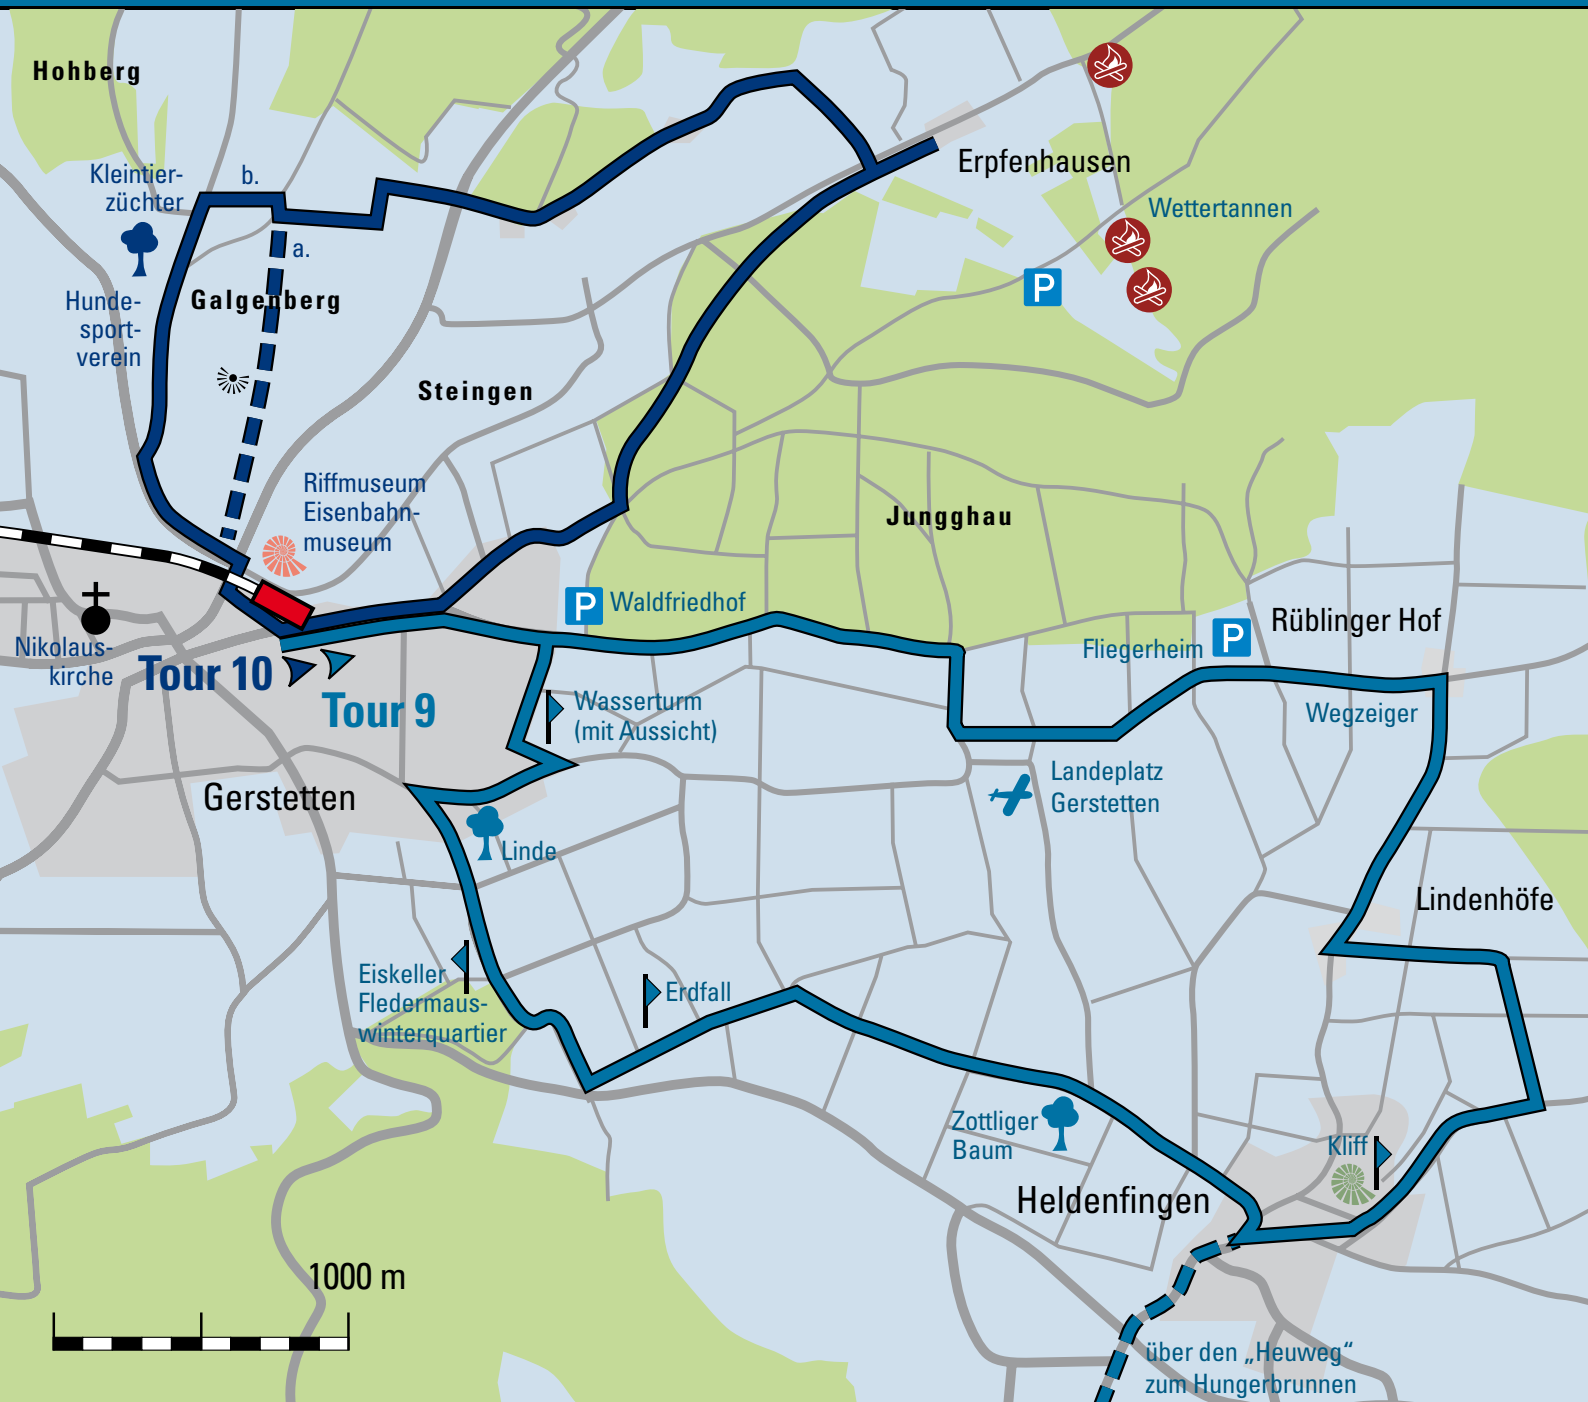 Hohberg
Kleintier-
züchter
b.
a.
Erpfenhausen
Wettertannen
P
Hunde-
sport-
verein
Galgenberg
Steingen
Riffmuseum
Eisenbahn-
museum
Jungghau
P
Waldfriedhof
Nikolaus-
kirche
Tour 10
Tour 9
Wasserturm
(mit Aussicht)
Fliegerheim
P
Rüblinger Hof
Wegzeiger
Landeplatz
Gerstetten
Gerstetten
Linde
Lindenhöfe
Eiskeller
Fledermaus-
winterquartier
Erdfall
Zottliger
Baum
Kliff
Heldenfingen
1000 m
über den „Heuweg“
zum Hungerbrunnen